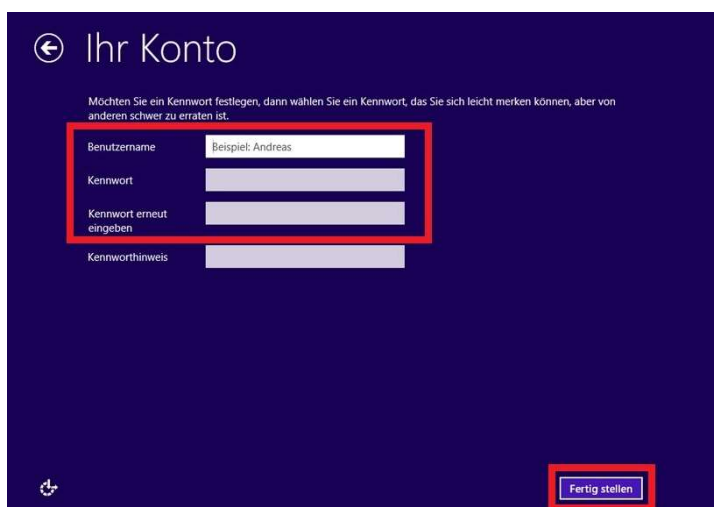 Ihr Konto
Möchten Sie ein Kennwort festlegen, dann wählen Sie ein Kennwort, das Sie sich leicht merken können, aber von
anderen schwer zu erraten ist.
Benutzername
Beispiel: Andreas
Kennwort
Kennwort erneut
eingeben
Kennworthinweis
Fertig stellen